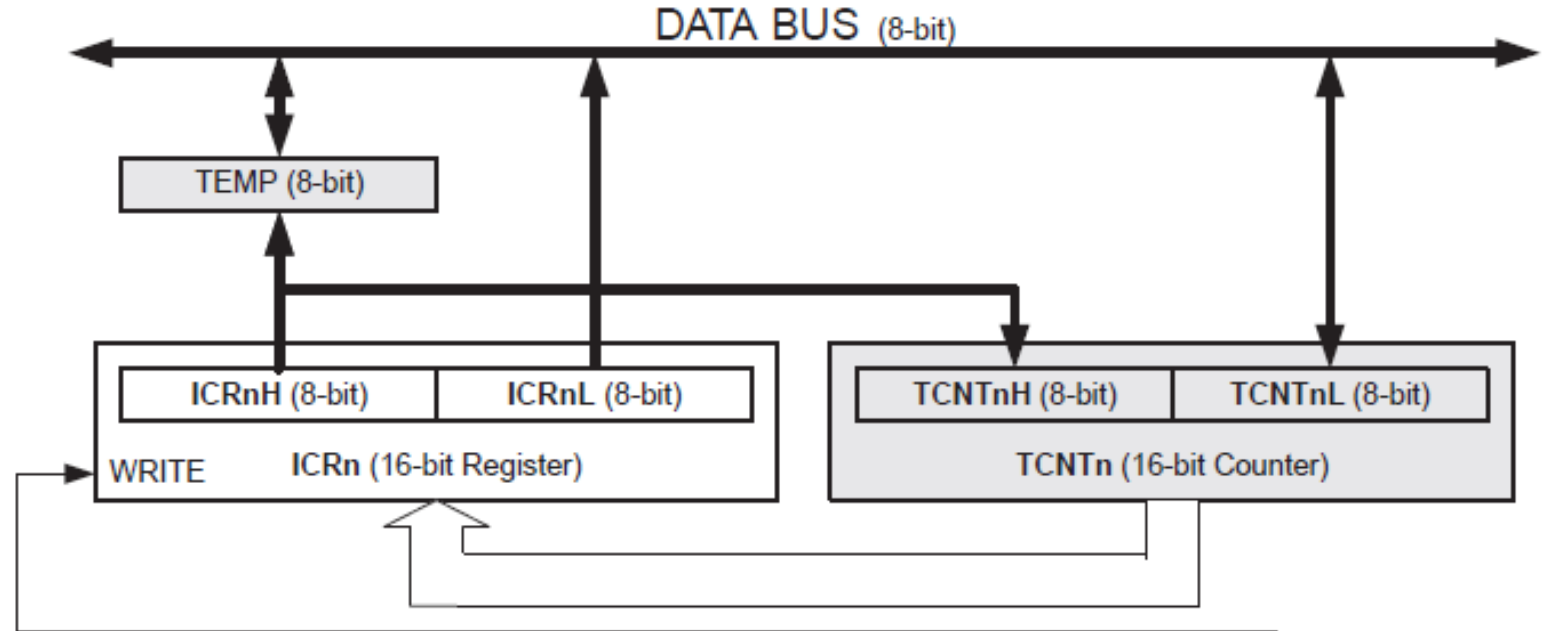 DATA BUS (8-bit)
TEMP (8-bit)
ICRnH (8-bit)
ICRnL (8-bit)
TCNTnH (8-bit)
TCNTnL (8-bit)
WRITE
ICRn (16-bit Register)
TCNTn (16-bit Counter)